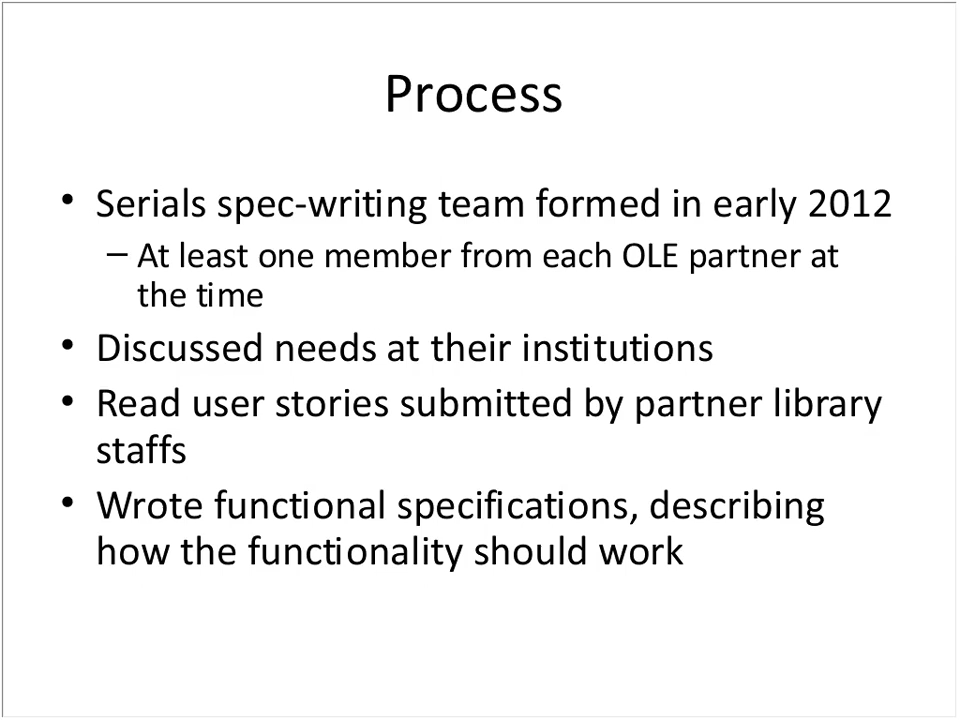 Process
• Serials spec-writing team formed in early 2012
– At least one member from each OLE partner at
the time
• Discussed needs at their institutions
• Read user stories submitted by partner library
staffs
• Wrote functional specifications, describing
how the functionality should work